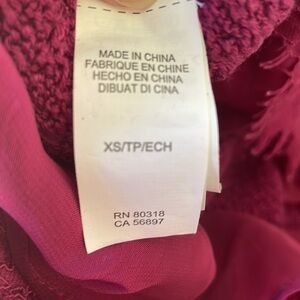 MADE IN CHINA
FABRIQUE EN CHINE
HECHO EN CHINA
DIBUAT DI CINA
XS/TP/ECH
RN 80318
CA 56897